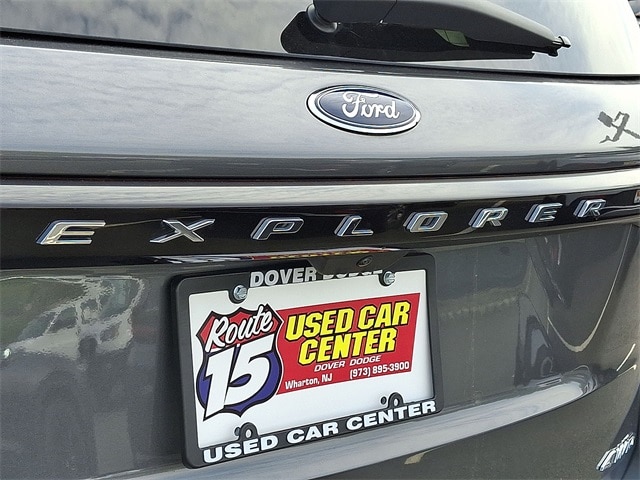 Ford
EXPLORER
DOVER DODGE
Route
15
USED CAR
CENTER
DOVER DODGE
Wharton, NJ (973) 895-3900
USED CAR CENTER